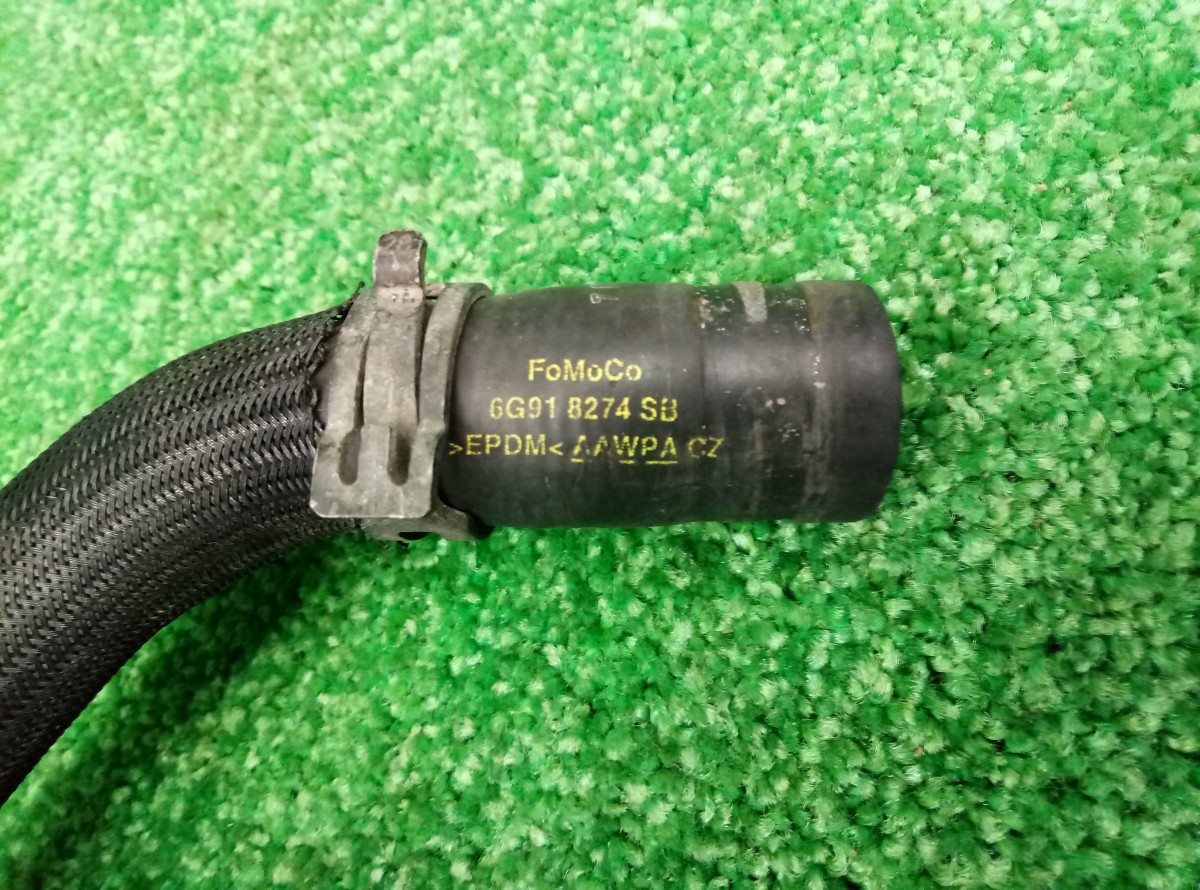 FoMoCo
6G91 8274 SB
>EPDM< AAWPA CZ